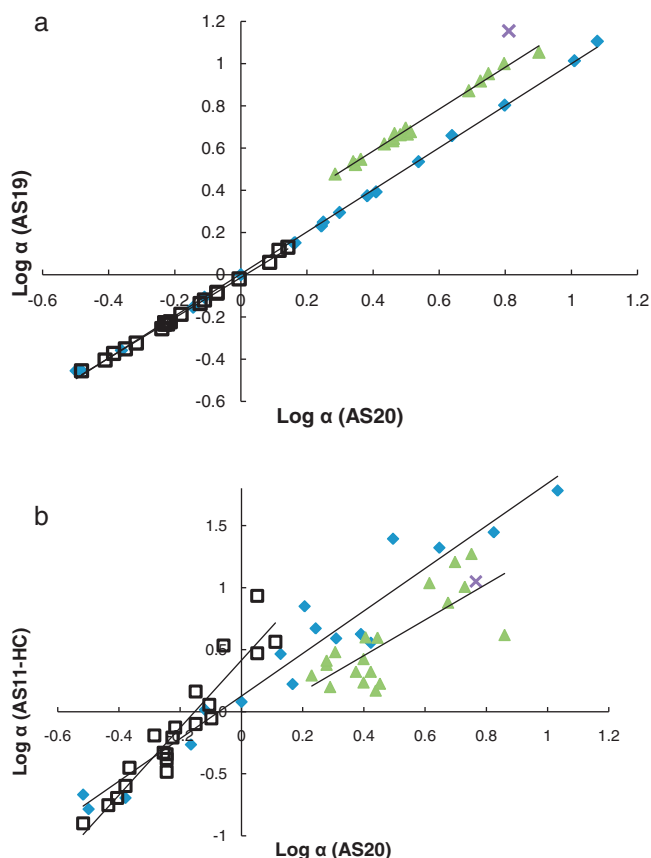 a
1.2
1
0.8
0.6
0.4
0.2
0
-0.6 -0.4 -0.2 0 0.2 0.4 0.6 0.8 1 1.2
-0.2
-0.4
-0.6
Log α (AS19)
Log α (AS20)
b
1.5
1
0.5
0
-0.6 -0.4 -0.2 0 0.2 0.4 0.6 0.8 1
-0.5
-1
Log α (AS11-HC)
Log α (AS20)